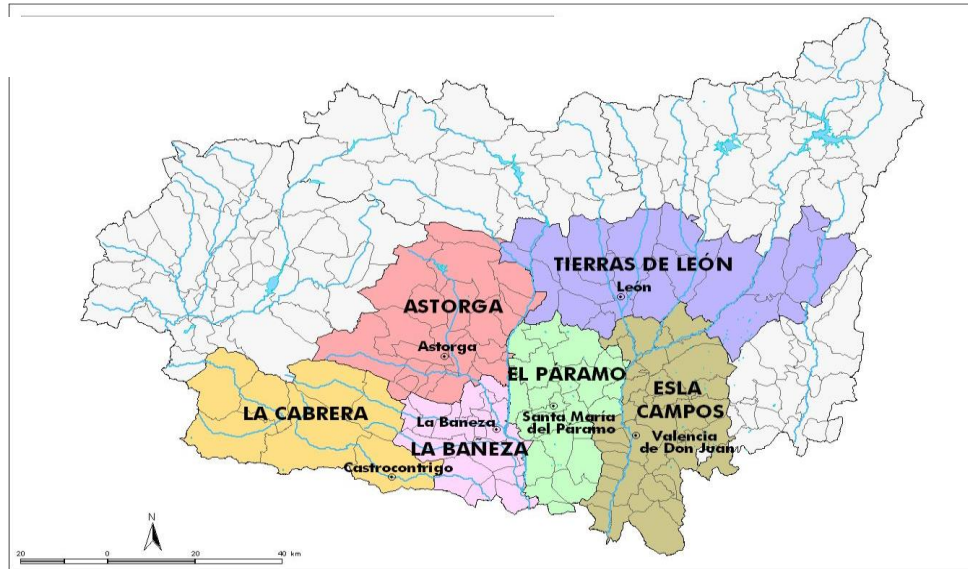 TIERRAS DE LEÓN
León
ASTORGA
Astorga
EL PÁRAMO
Santa María
del Páramo
ESLA
CAMPOS
Valencia
de Don Juan
LA CABRERA
Castrocontrigo
La Bañeza
LA BAÑEZA
N
20 0 20 40 km